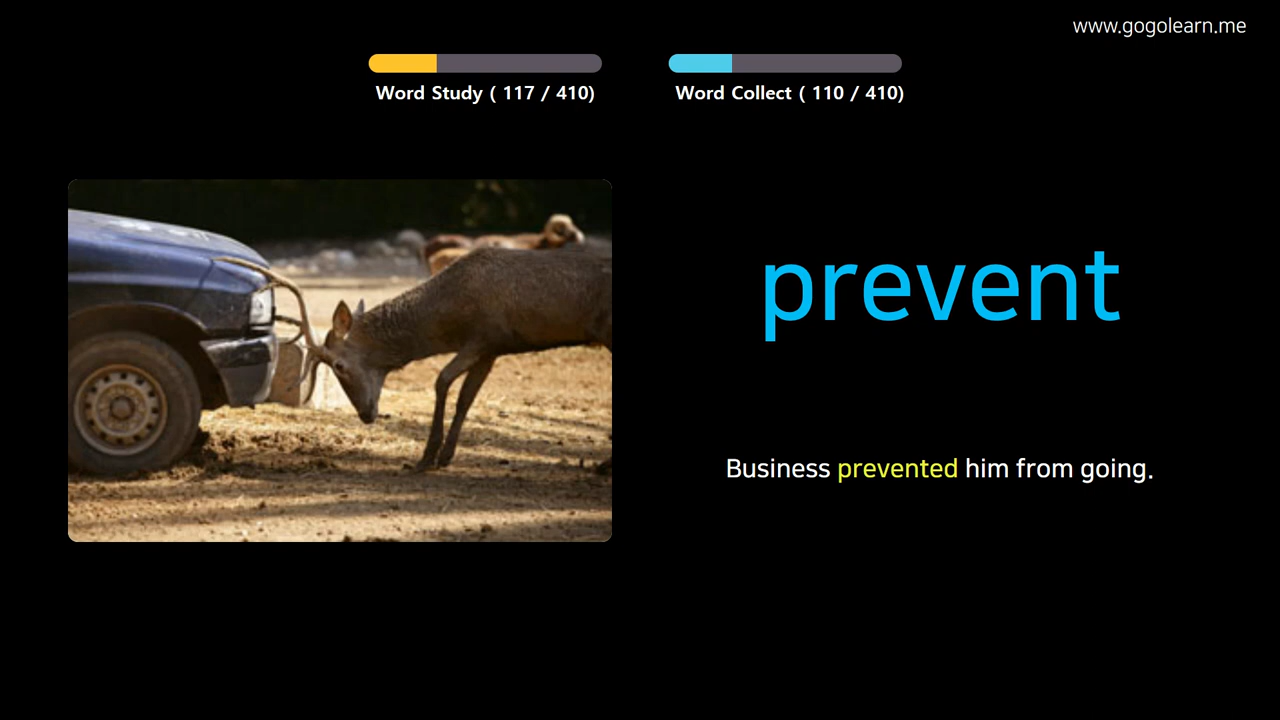 www.gogolearn.me
Word Study ( 117 / 410)
Word Collect ( 110 / 410)
prevent
Business prevented him from going.